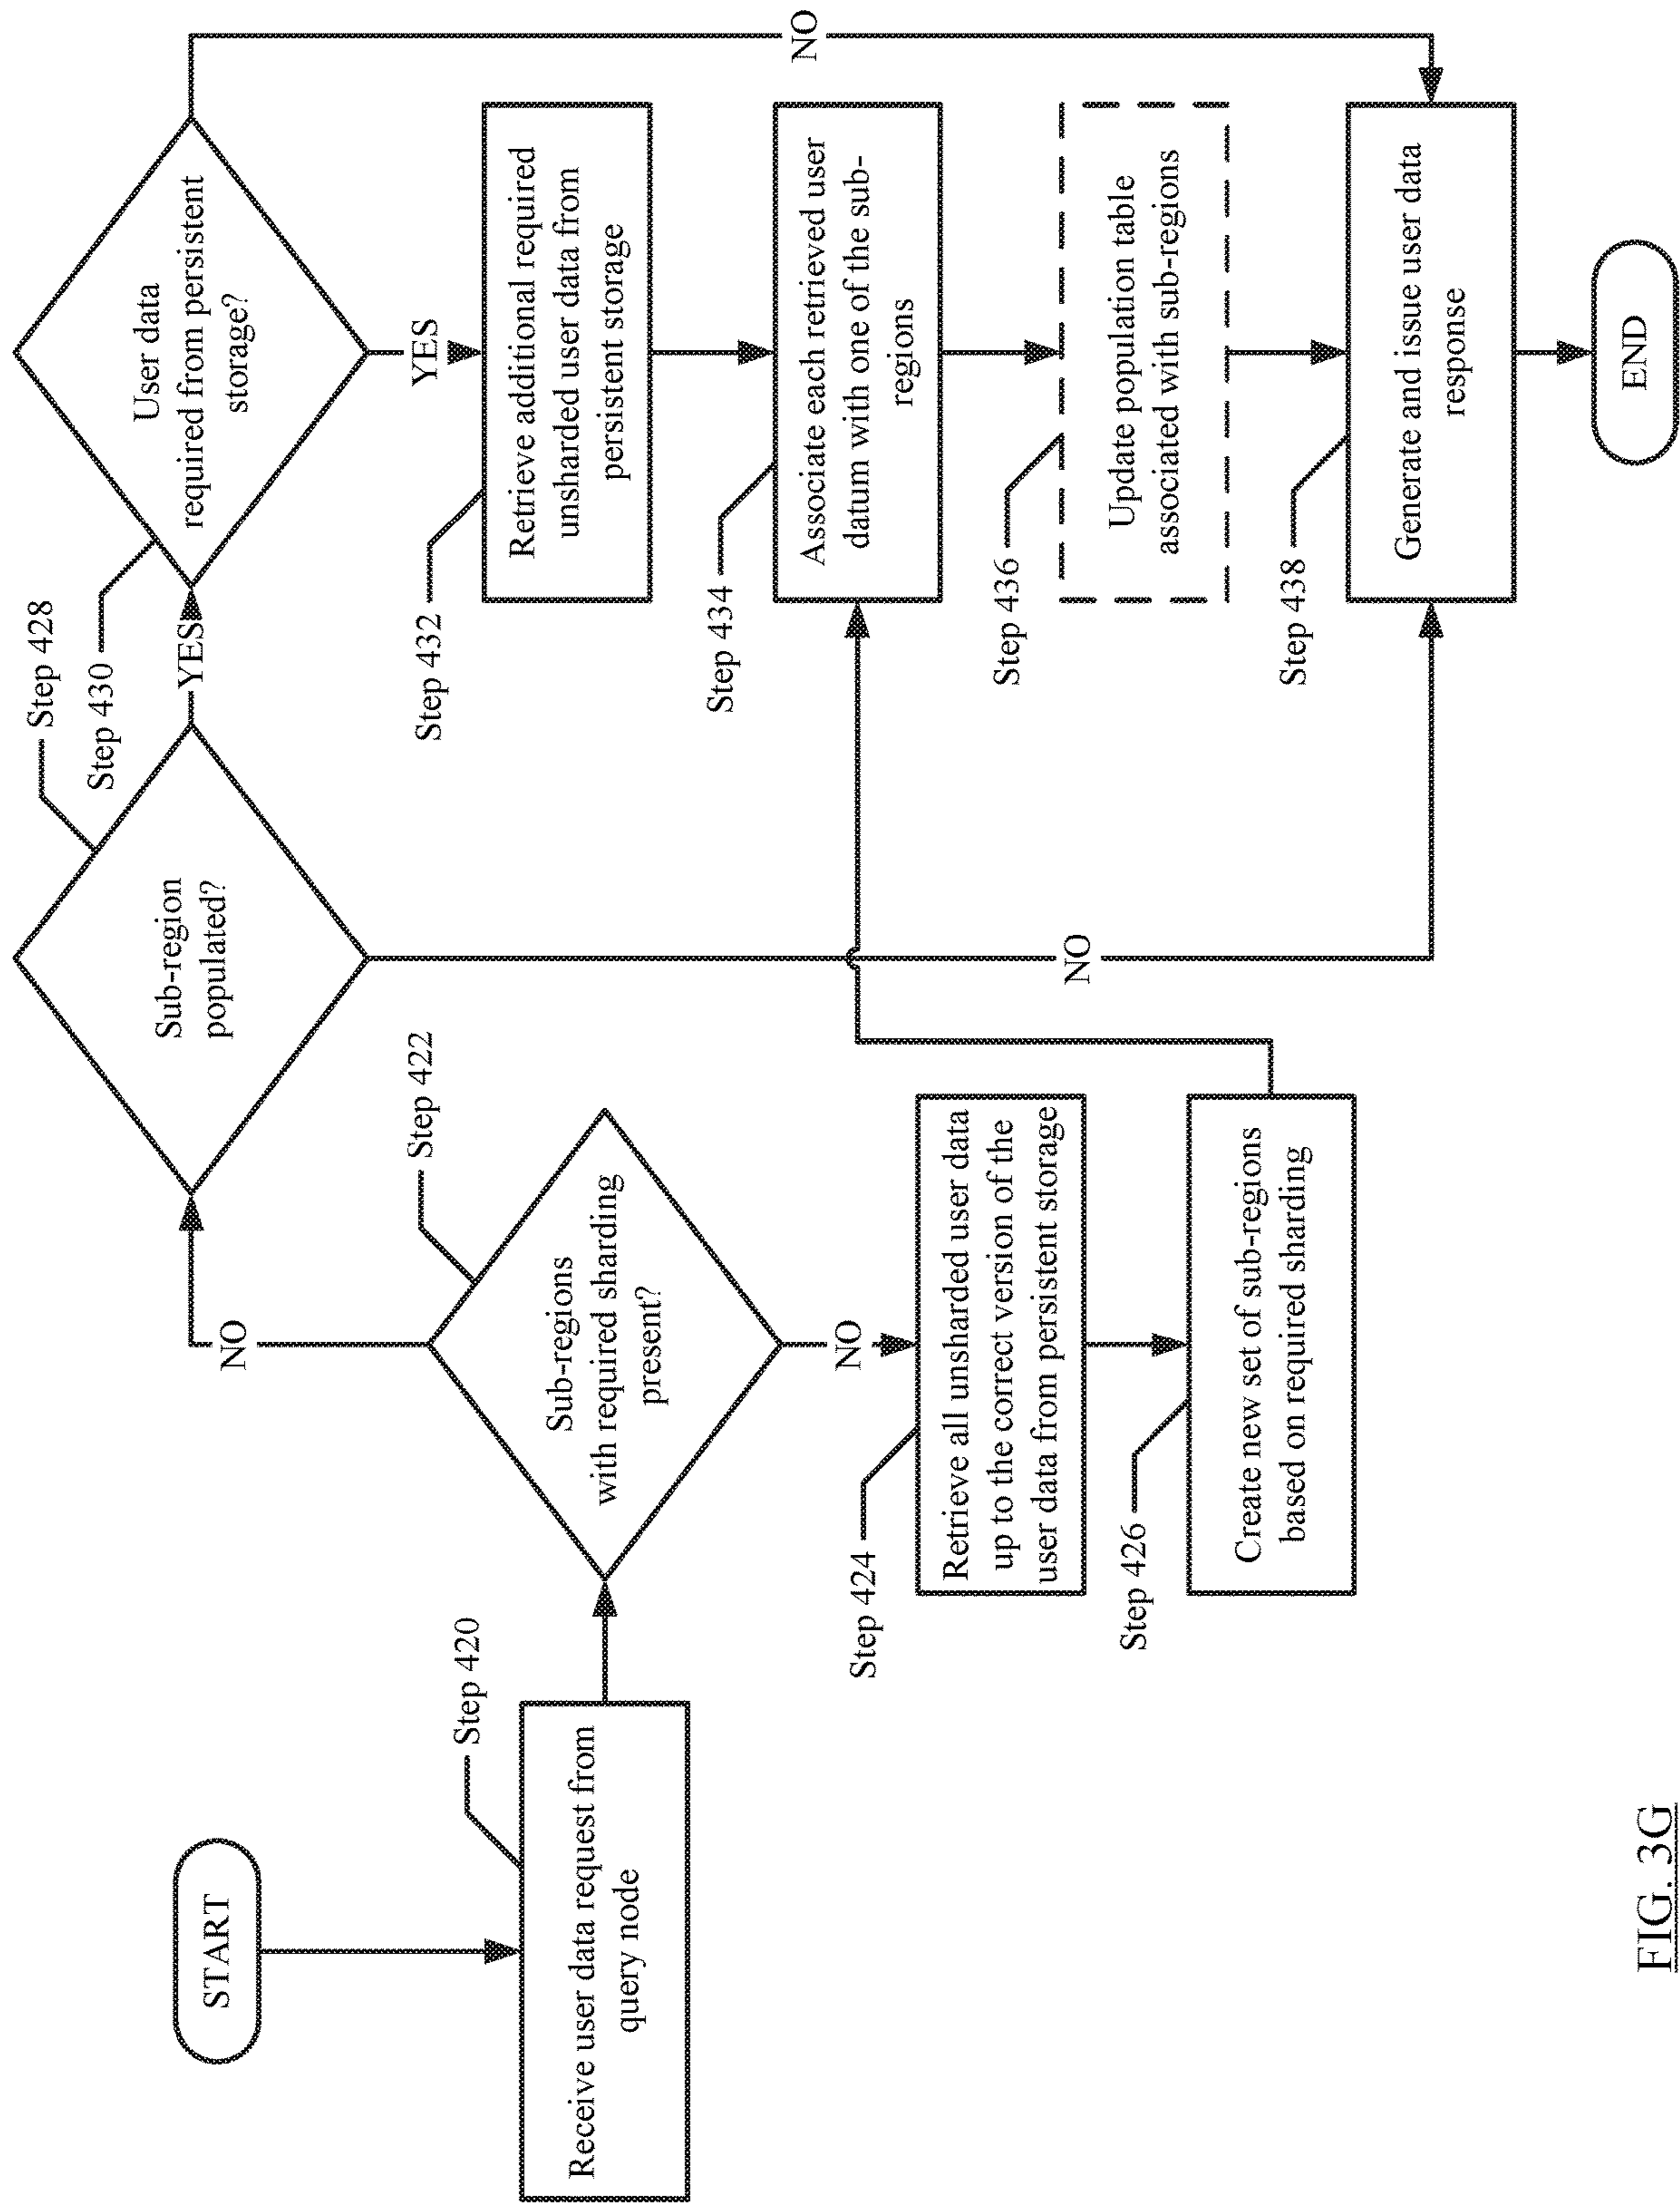 START
Step 420
Receive user data request from
query node
Step 422
Sub-regions
with required sharding
present?
NO
NO
Step 424
Retrieve all unsharded user data
up to the correct version of the
user data from persistent storage
Step 426
Create new set of sub-regions
based on required sharding
Step 428
Sub-region
populated?
YES
NO
Step 430
User data
required from persistent
storage?
YES
NO
Step 432
Retrieve additional required
unsharded user data from
persistent storage
Step 434
Associate each retrieved user
datum with one of the sub-
regions
Step 436
Update population table
associated with sub-regions
Step 438
Generate and issue user data
response
END
FIG. 3G